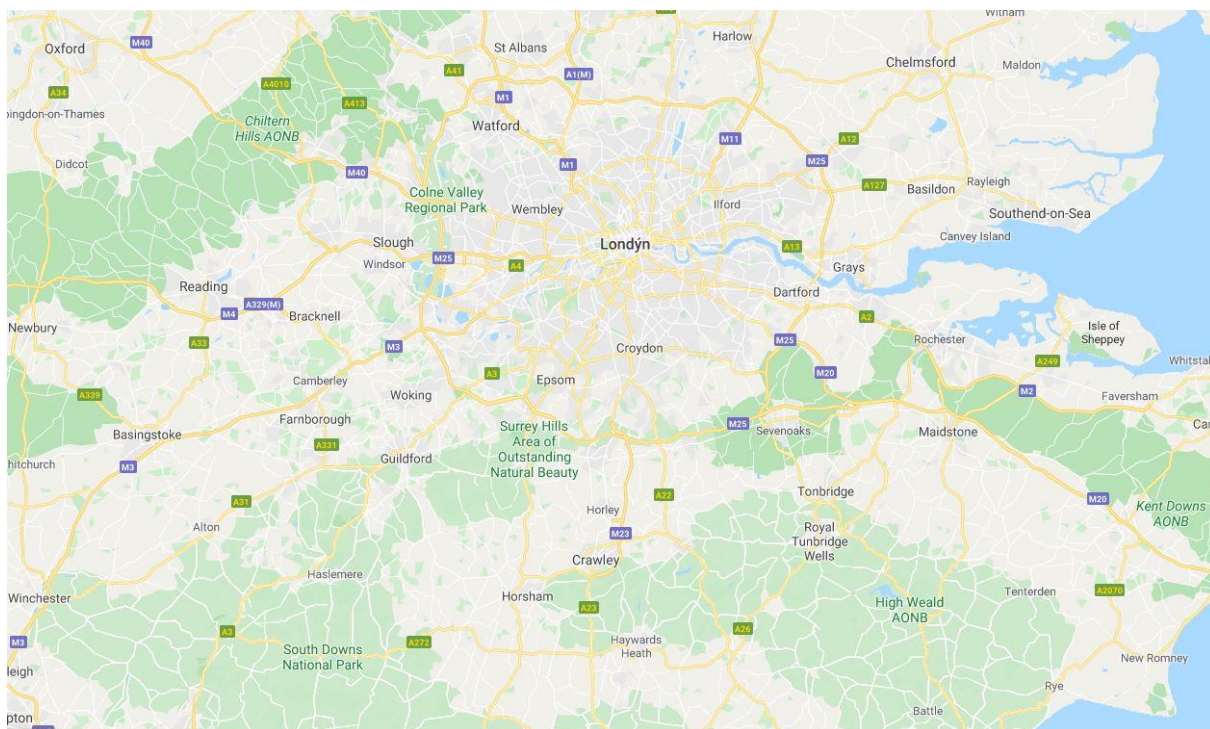 Witham
Oxford
M40
St Albans
Harlow
Chelmsford
Maldon
A41
A1(M)
A4010
A34
M1
A413
bingdon-on-Thames
Chiltern
Hills AONB
Watford
M11
A12
Didcot
M1
M25
M40
A127
Rayleigh
Basildon
Colne Valley
Regional Park
Wembley
Ilford
Southend-on-Sea
Slough
Londýn
Canvey Island
A13
Windsor
M25
A4
Grays
Reading
Dartford
A329(M)
M4
Bracknell
A2
Newbury
Isle of
Sheppey
A33
M3
Croydon
M25
Rochester
Whitstab
A249
Camberley
A3
Epsom
M20
A339
Woking
M2
Faversham
Farnborough
M25
Basingstoke
Surrey Hills
Area of
Outstanding
Natural Beauty
Sevenoaks
Maidstone
Ca
A331
hitchurch
M3
Guildford
Tonbridge
A22
M20
A31
Horley
Kent Downs
AONB
Alton
M23
Royal
Tunbridge
Wells
Crawley
Haslemere
Winchester
Horsham
High Weald
AONB
Tenterden
A2070
A23
A3
A26
M3
A272
Haywards
Heath
South Downs
National Park
New Romney
leigh
Rye
Battle
pton